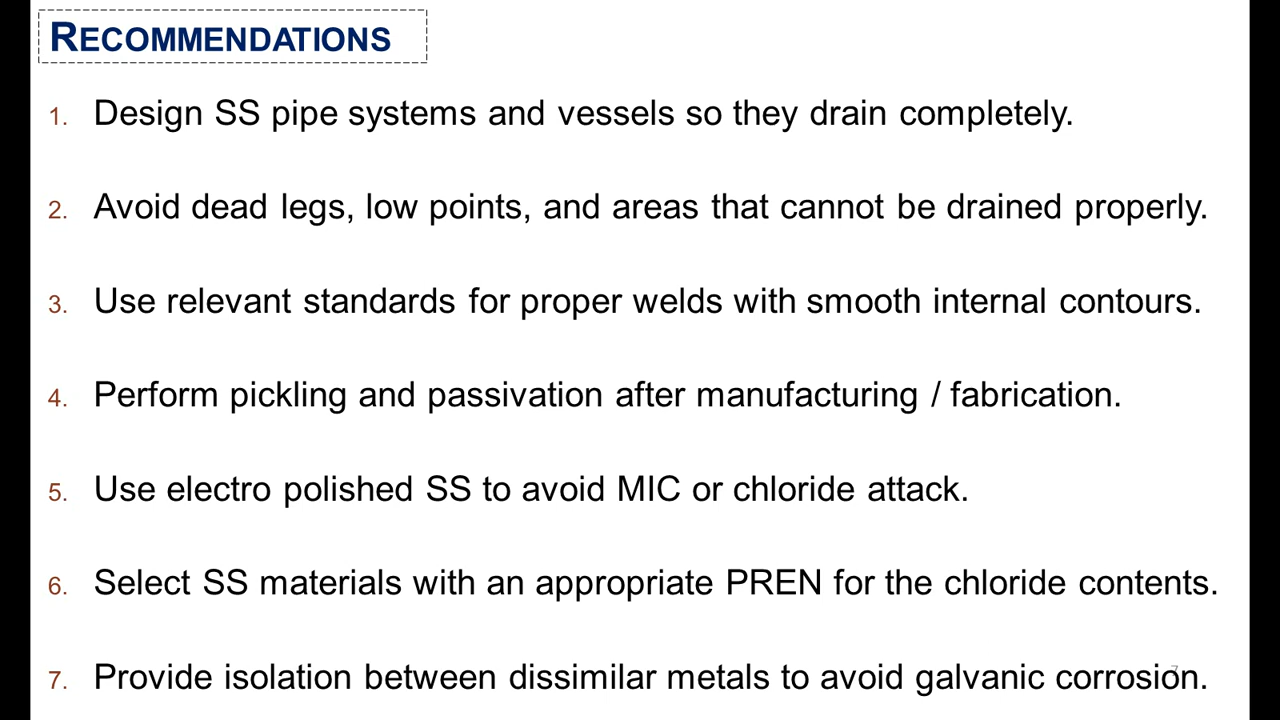 RECOMMENDATIONS
1. Design SS pipe systems and vessels so they drain completely.
2. Avoid dead legs, low points, and areas that cannot be drained properly.
3. Use relevant standards for proper welds with smooth internal contours.
4. Perform pickling and passivation after manufacturing / fabrication.
5. Use electro polished SS to avoid MIC or chloride attack.
6. Select SS materials with an appropriate PREN for the chloride contents.
7. Provide isolation between dissimilar metals to avoid galvanic corrosion.
7